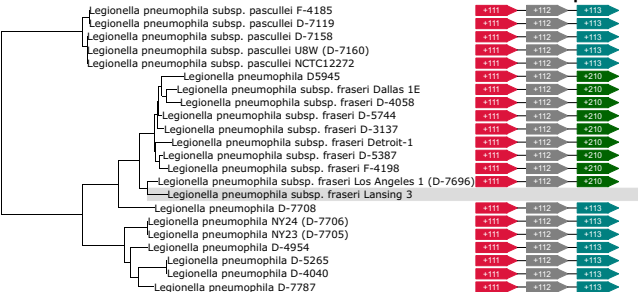 Legionella pneumophila subsp. pascullei F-4185 +111 +112 +113
Legionella pneumophila subsp. pascullei D-7119 +111 +112 +113
Legionella pneumophila subsp. pascullei D-7158 +111 +112 +113
Legionella pneumophila subsp. pascullei U8W (D-7160) +111 +112 +113
Legionella pneumophila subsp. pascullei NCTC12272 +111 +112 +113
Legionella pneumophila D5945 +111 +112 +210
Legionella pneumophila subsp. fraseri Dallas 1E +111 +112 +210
Legionella pneumophila subsp. fraseri D-4058 +111 +112 +210
Legionella pneumophila subsp. fraseri D-5744 +111 +112 +210
Legionella pneumophila subsp. fraseri D-3137 +111 +112 +210
Legionella pneumophila subsp. fraseri Detroit-1 +111 +112 +210
Legionella pneumophila subsp. fraseri D-5387 +111 +112 +210
Legionella pneumophila subsp. fraseri F-4198 +111 +112 +210
Legionella pneumophila subsp. fraseri Los Angeles 1 (D-7696) +111 +112 +210
Legionella pneumophila subsp. fraseri Lansing 3
Legionella pneumophila D-7708 +111 +112 +113
Legionella pneumophila NY24 (D-7706) +111 +112 +113
Legionella pneumophila NY23 (D-7705) +111 +112 +113
Legionella pneumophila D-4954 +111 +112 +113
Legionella pneumophila D-5265 +111 +112 +113
Legionella pneumophila D-4040 +111 +112 +113
Legionella pneumophila D-7787 +111 +112 +113